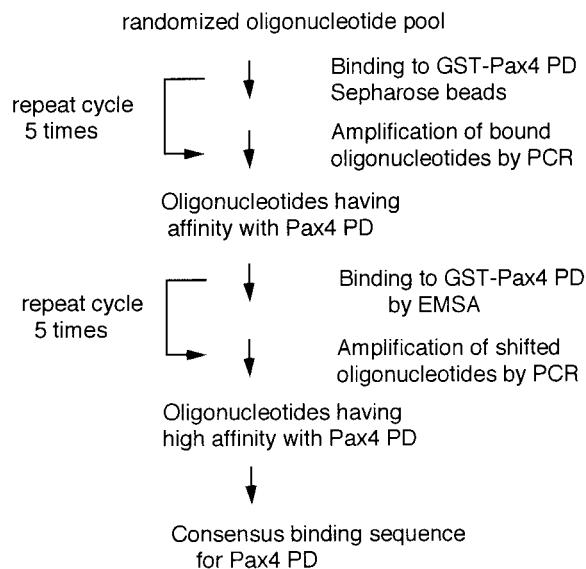 randomized oligonucleotide pool
Binding to GST-Pax4 PD
Sepharose beads
repeat cycle
5 times
Amplification of bound
oligonucleotides by PCR
Oligonucleotides having
affinity with Pax4 PD
Binding to GST-Pax4 PD
by EMSA
repeat cycle
5 times
Amplification of shifted
oligonucleotides by PCR
Oligonucleotides having
high affinity with Pax4 PD
Consensus binding sequence
for Pax4 PD